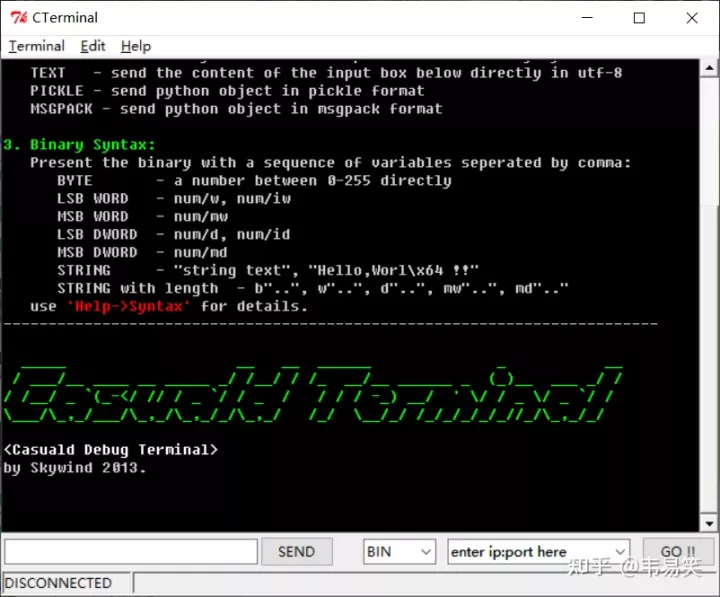 CTerminal
Terminal Edit Help
TEXT - send the content of the input box below directly in utf-8
PICKLE - send python object in pickle format
MSGPACK - send python object in msgpack format
3. Binary Syntax:
Present the binary with a sequence of variables seperated by comma:
BYTE - a number between 0-255 directly
LSB WORD - num/w, num/iw
MSB WORD - num/mw
LSB DWORD - num/d, num/id
MSB DWORD - num/md
STRING - "string text", "Hello,Worl\x64 !!"
STRING with length - b"..", w"..", d"..", mw"..", md".."
use 'Help->Syntax' for details.
--------------------------------------------------------------------------
Casuald Terminal
<Casuald Debug Terminal>
by Skywind 2013.
SEND BIN enter ip:port here GO !!
知乎 @韦易笑
DISCONNECTED